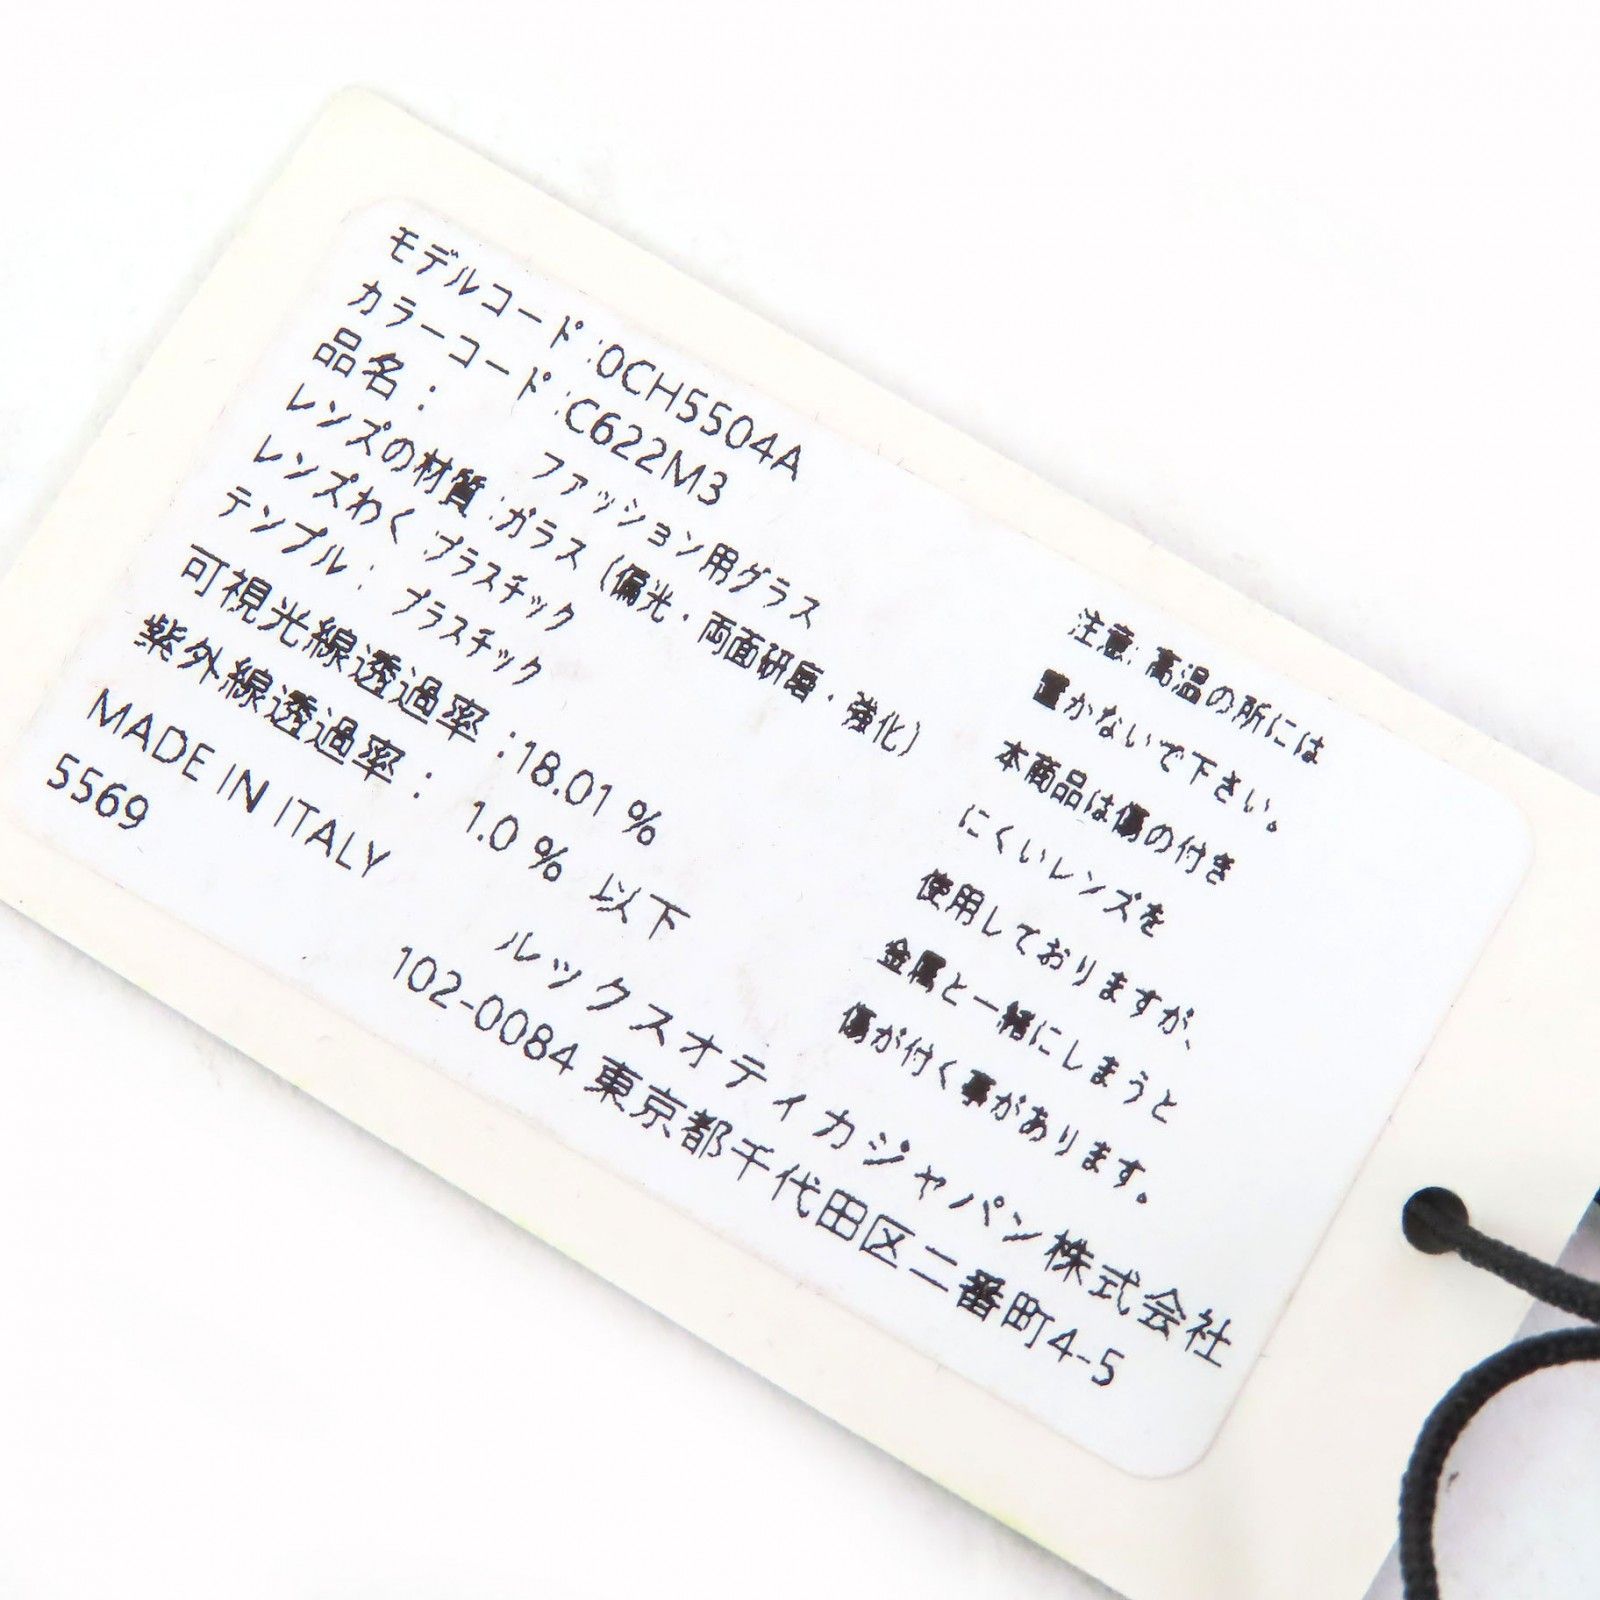 モデルコード:0CH5504A
カラーコード:C622M3
品名: ファッション用グラス
レンズの材質:ガラス(偏光・両面研磨・強化)
レンズわく:プラスチック
テンプル: プラスチック
可視光線透過率:18.01 %
紫外線透過率: 1.0 % 以下
MADE IN ITALY
5569
注意:高温の所には
置かないで下さい。
本商品は傷の付き
にくいレンズを
使用しておりますが、
金属と一緒にしまうと
傷が付く事があります。
ルックスオティカジャパン株式会社
102-0084 東京都千代田区二番町4-5